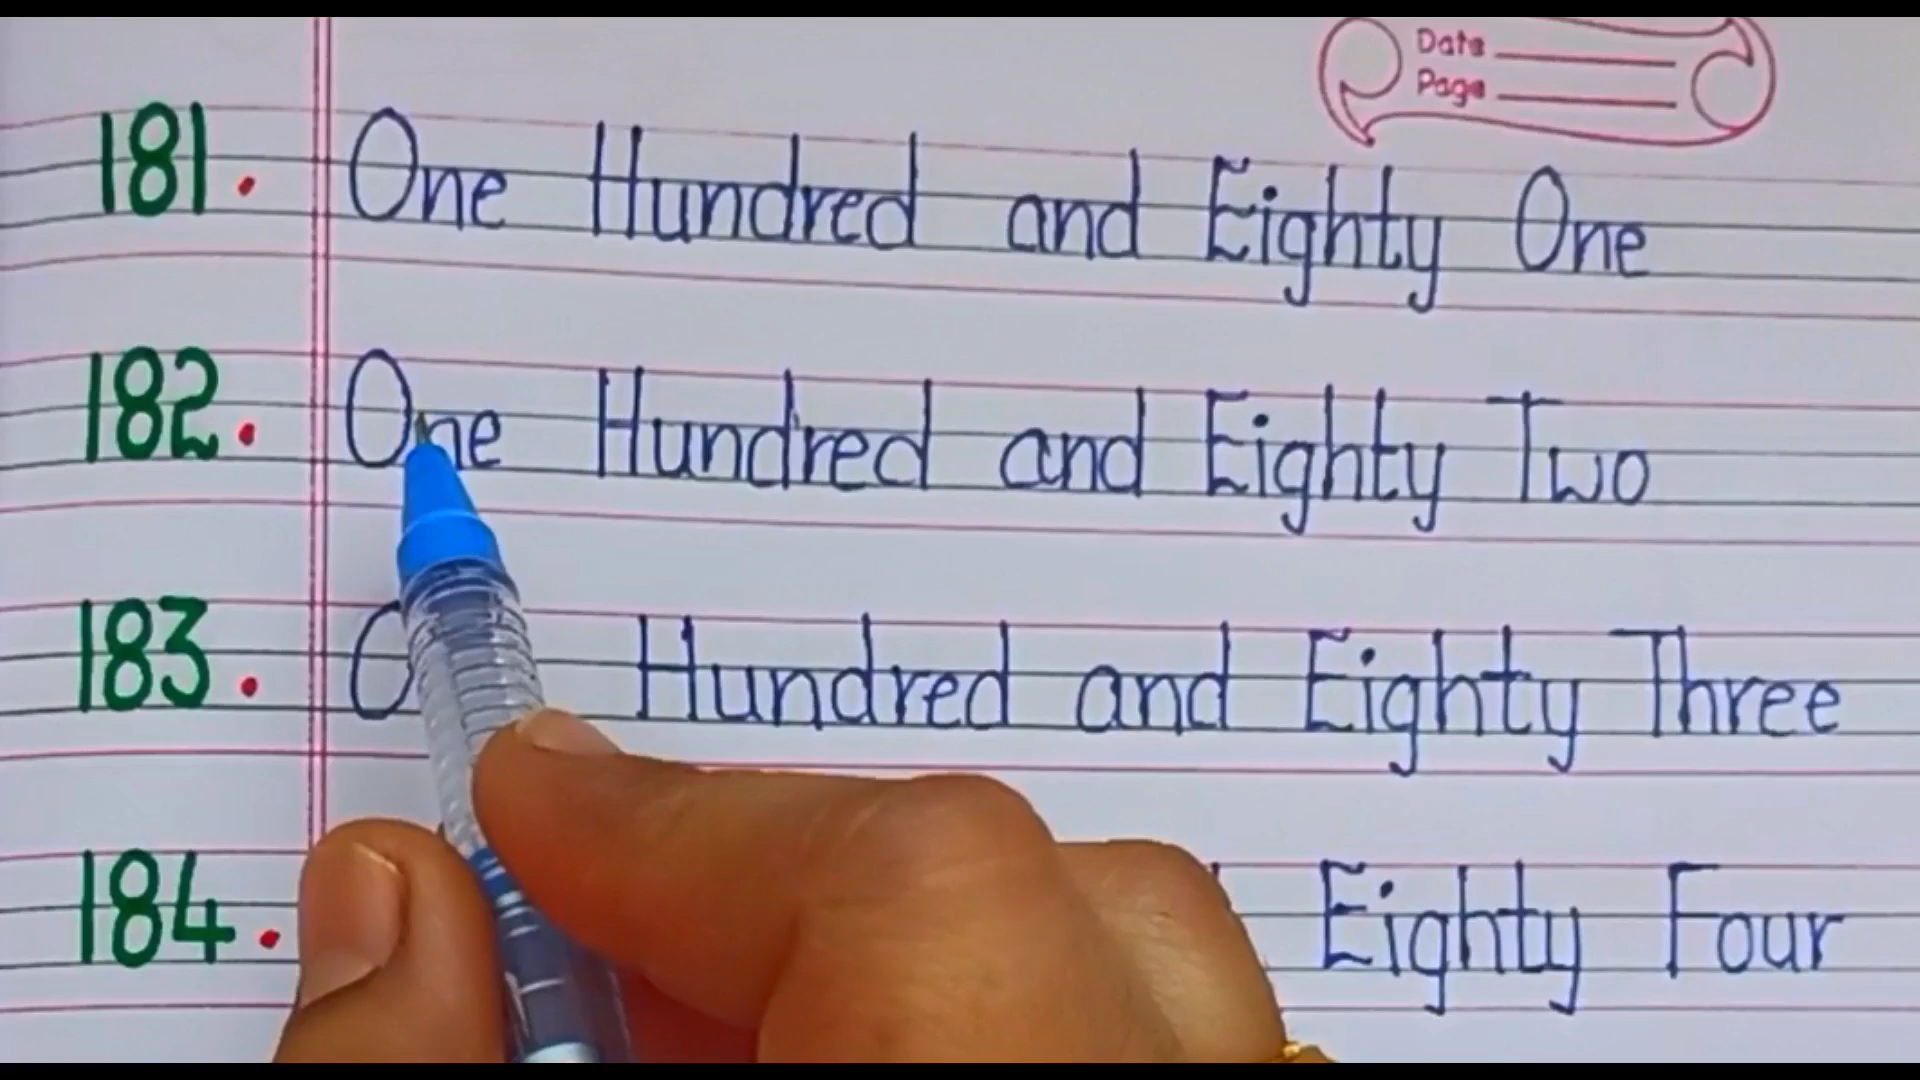 Date
Page
181. One Hundred and Eighty One
182. One Hundred and Eighty Two
183. Hundred and Eighty Three
184. Eighty Four